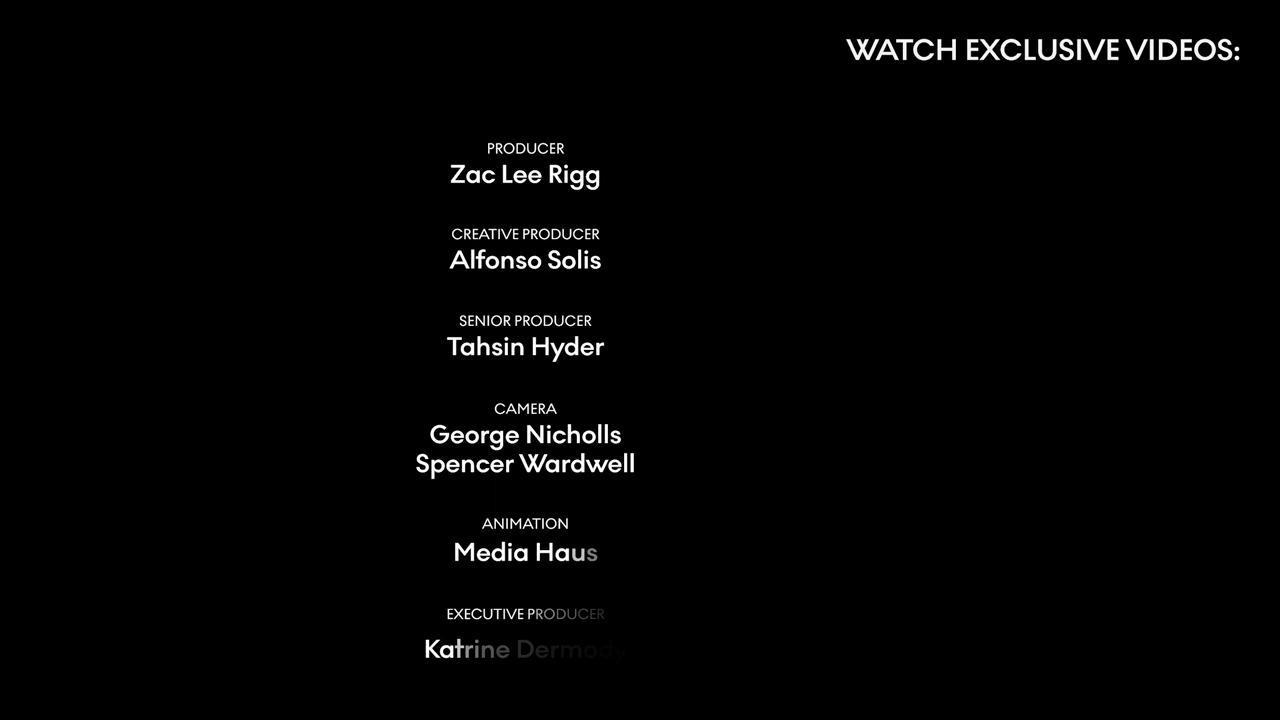 WATCH EXCLUSIVE VIDEOS:
PRODUCER
Zac Lee Rigg
CREATIVE PRODUCER
Alfonso Solis
SENIOR PRODUCER
Tahsin Hyder
CAMERA
George Nicholls
Spencer Wardwell
ANIMATION
Media Haus
EXECUTIVE PRODUCER
Katrine Dermody